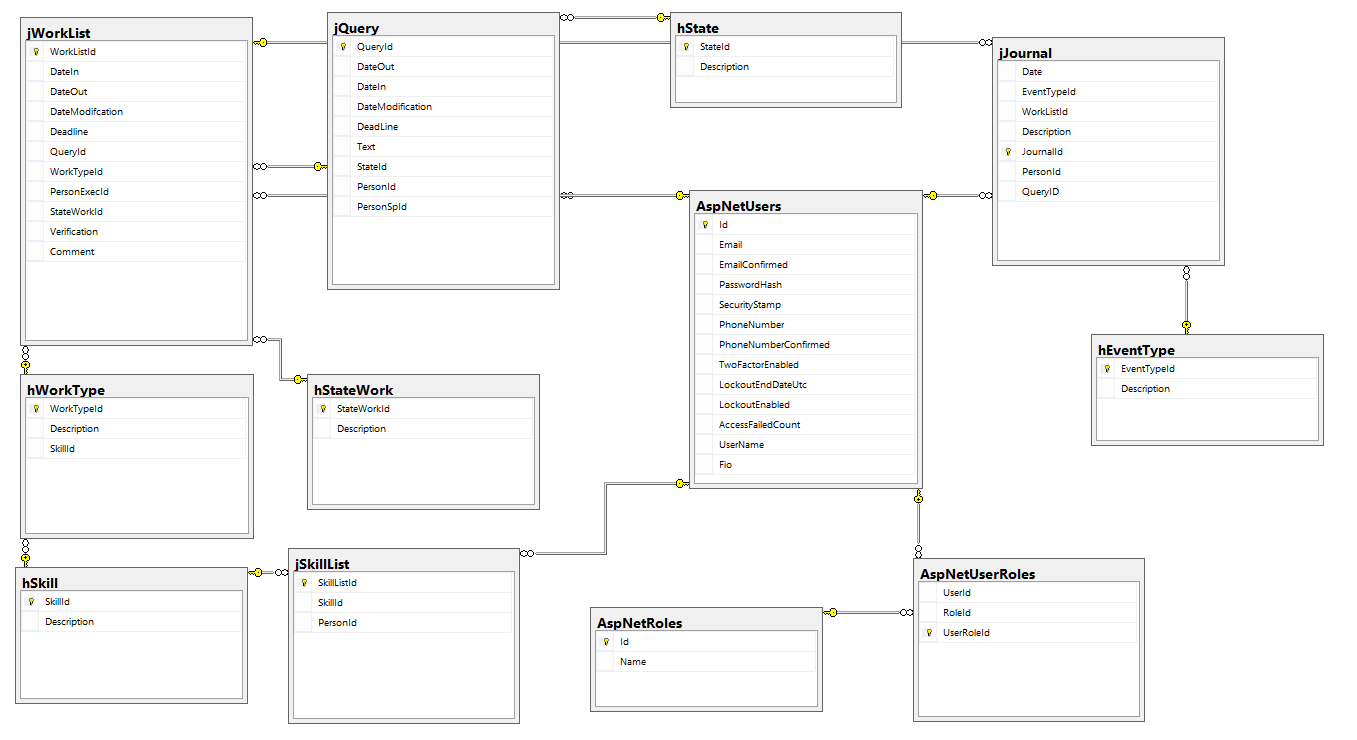 jWorkList
WorkListId
DateIn
DateOut
DateModifcation
Deadline
QueryId
WorkTypeId
PersonExecId
StateWorkId
Verification
Comment
jQuery
QueryId
DateOut
DateIn
DateModification
DeadLine
Text
StateId
PersonId
PersonSpId
hState
StateId
Description
jJournal
Date
EventTypeId
WorkListId
Description
JournalId
PersonId
QueryID
AspNetUsers
Id
Email
EmailConfirmed
PasswordHash
SecurityStamp
PhoneNumber
PhoneNumberConfirmed
TwoFactorEnabled
LockoutEndDateUtc
LockoutEnabled
AccessFailedCount
UserName
Fio
hEventType
EventTypeId
Description
hWorkType
WorkTypeId
Description
SkillId
hStateWork
StateWorkId
Description
hSkill
SkillId
Description
jSkillList
SkillListId
SkillId
PersonId
AspNetRoles
Id
Name
AspNetUserRoles
UserId
RoleId
UserRoleId